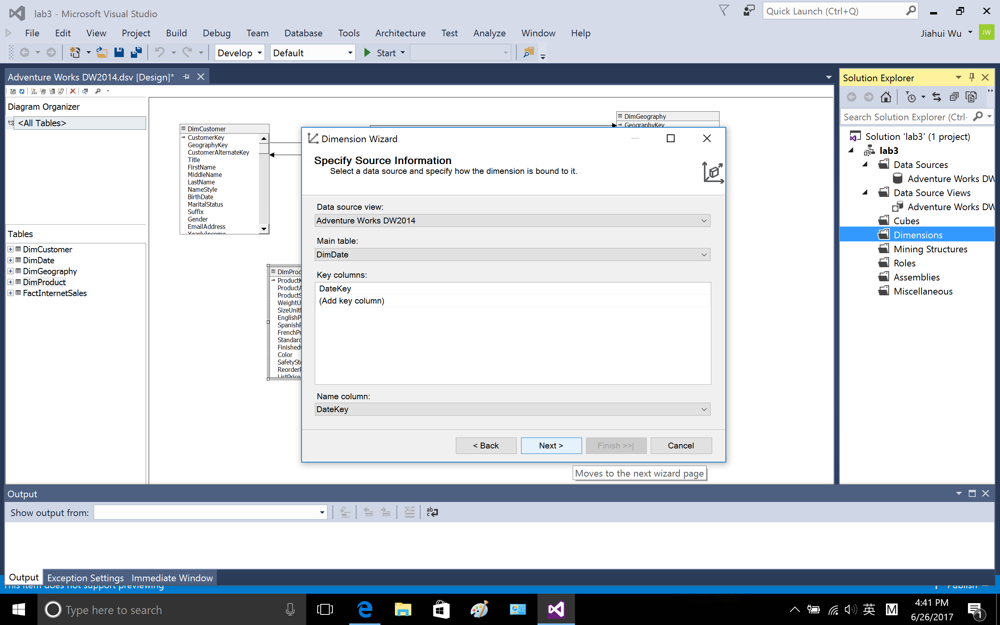 lab3 - Microsoft Visual Studio
Quick Launch (Ctrl+Q)
File Edit View Project Build Debug Team Database Tools Architecture Test Analyze Window Help
Jiahui Wu
JW
Develop
Default
Start
Adventure Works DW2014.dsv [Design]*
Diagram Organizer
<All Tables>
Tables
DimCustomer
DimDate
DimGeography
DimProduct
FactInternetSales
DimCustomer
CustomerKey
GeographyKey
CustomerAlternateKey
Title
FirstName
MiddleName
LastName
NameStyle
BirthDate
MaritalStatus
Suffix
Gender
EmailAddress
YearlyIncome
DimGeography
GeographyKey
DimProd
ProductK
ProductA
ProductS
WeightU
SizeUnit
EnglishP
SpanishP
FrenchPr
Standard
Finished
Color
SafetySto
ReorderP
ListPrice
Dimension Wizard
Specify Source Information
Select a data source and specify how the dimension is bound to it.
Data source view:
Adventure Works DW2014
Main table:
DimDate
Key columns:
DateKey
(Add key column)
Name column:
DateKey
< Back
Next >
Finish >>|
Cancel
Moves to the next wizard page
Solution Explorer
Search Solution Explorer (Ctrl-
Solution 'lab3' (1 project)
lab3
Data Sources
Adventure Works DW
Data Source Views
Adventure Works DW
Cubes
Dimensions
Mining Structures
Roles
Assemblies
Miscellaneous
Output
Show output from:
Output
Exception Settings
Immediate Window
This item does not support previewing
Publish
Type here to search
英
M
4:41 PM
6/26/2017
1